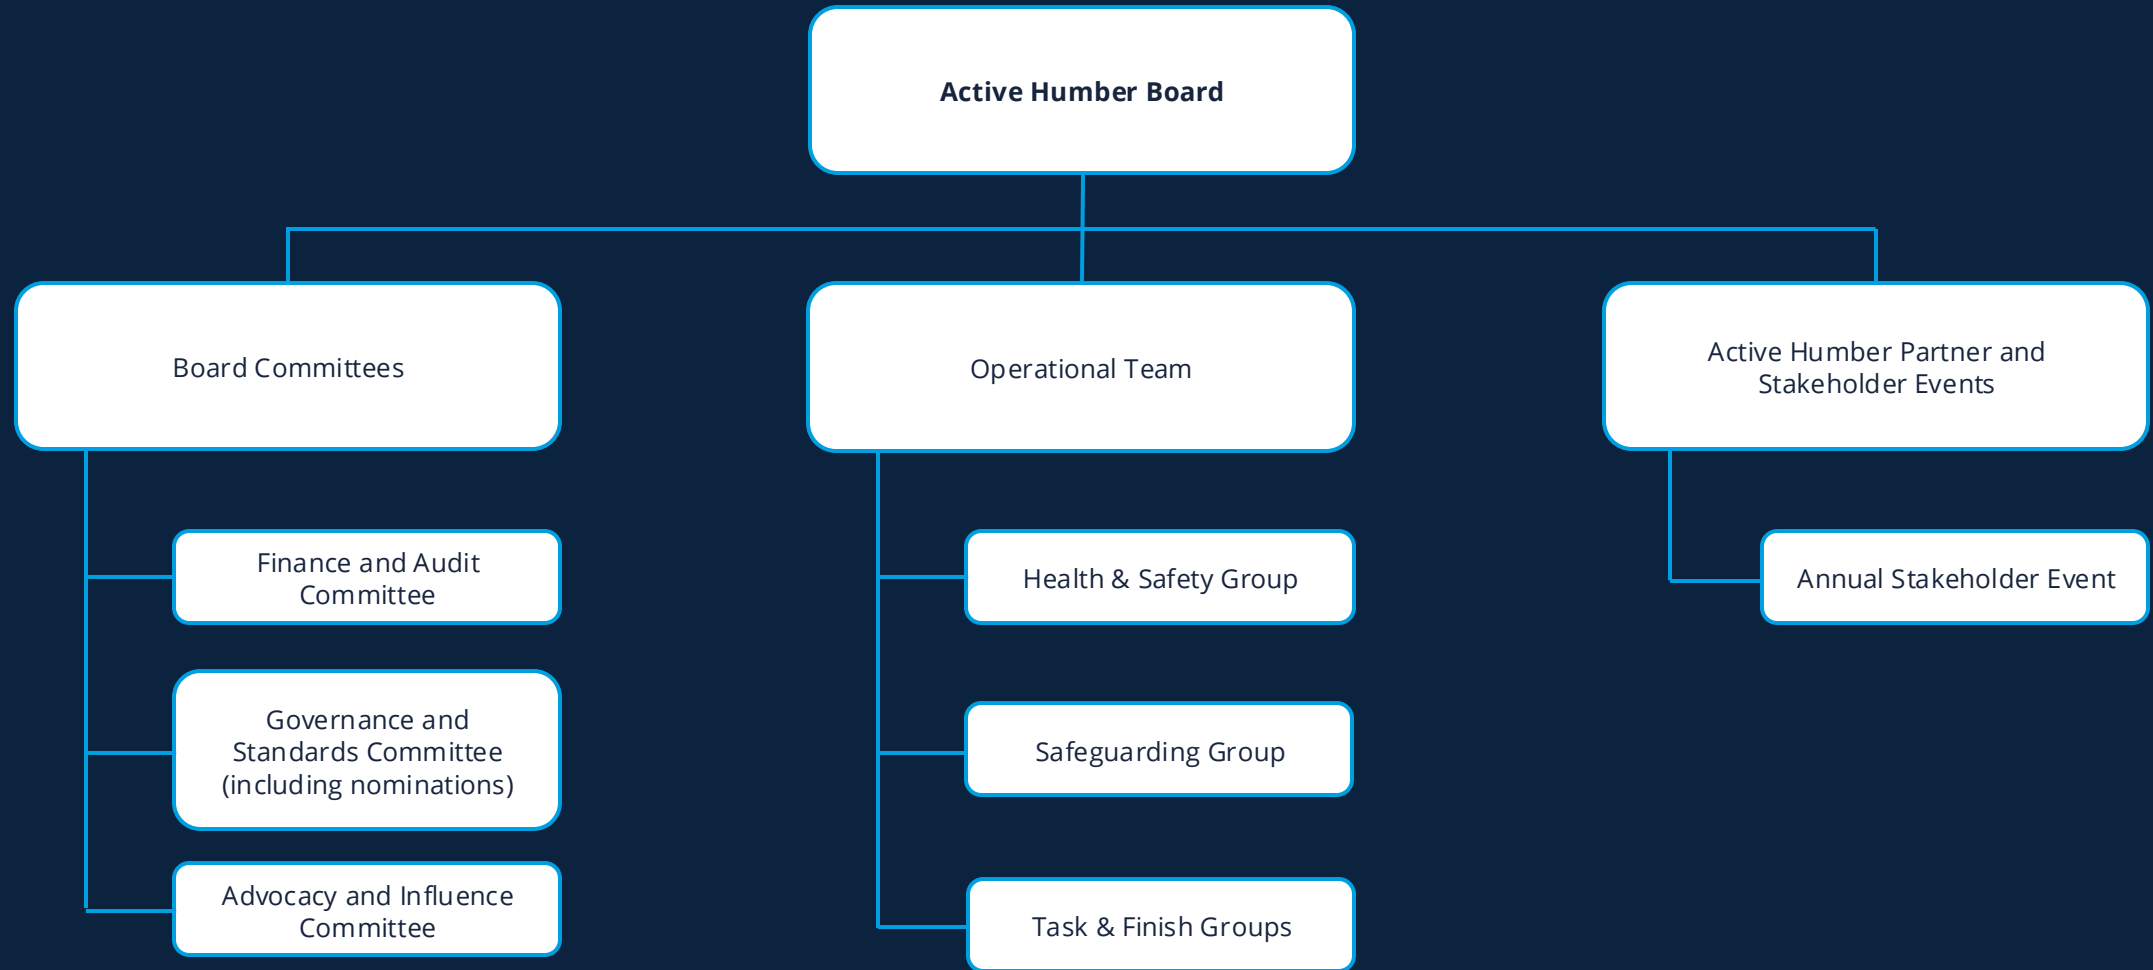 Active Humber Board
Board Committees
Operational Team
Active Humber Partner and
Stakeholder Events
Finance and Audit
Committee
Governance and
Standards Committee
(including nominations)
Advocacy and Influence
Committee
Health & Safety Group
Safeguarding Group
Task & Finish Groups
Annual Stakeholder Event